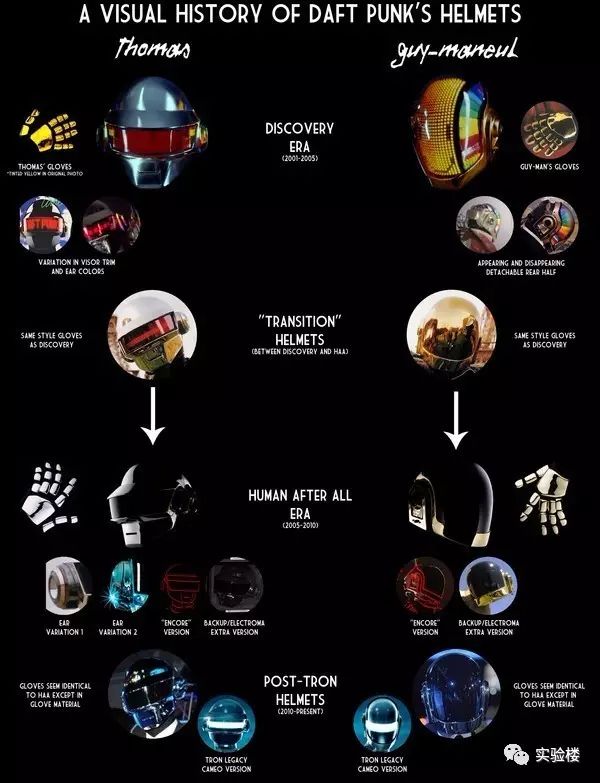 A VISUAL HISTORY OF DAFT PUNK'S HELMETS
Thomas
guy-maneul
DISCOVERY
ERA
(2001-2005)
THOMAS' GLOVES
*TINTED YELLOW IN ORIGINAL PHOTO
GUY-MAN'S GLOVES
VARIATION IN VISOR TRIM
AND EAR COLORS
APPEARING AND DISAPPEARING
DETACHABLE REAR HALF
"TRANSITION"
HELMETS
(BETWEEN DISCOVERY AND HAA)
SAME STYLE GLOVES
AS DISCOVERY
SAME STYLE GLOVES
AS DISCOVERY
HUMAN AFTER ALL
ERA
(2005-2010)
EAR
VARIATION 1
EAR
VARIATION 2
"ENCORE"
VERSION
BACKUP/ELECTROMA
EXTRA VERSION
"ENCORE"
VERSION
BACKUP/ELECTROMA
EXTRA VERSION
POST-TRON
HELMETS
(2010-PRESENT)
GLOVES SEEM IDENTICAL
TO HAA EXCEPT IN
GLOVE MATERIAL
GLOVES SEEM IDENTICAL
TO HAA EXCEPT IN
GLOVE MATERIAL
TRON LEGACY
CAMEO VERSION
TRON LEGACY
CAMEO VERSION
实验楼